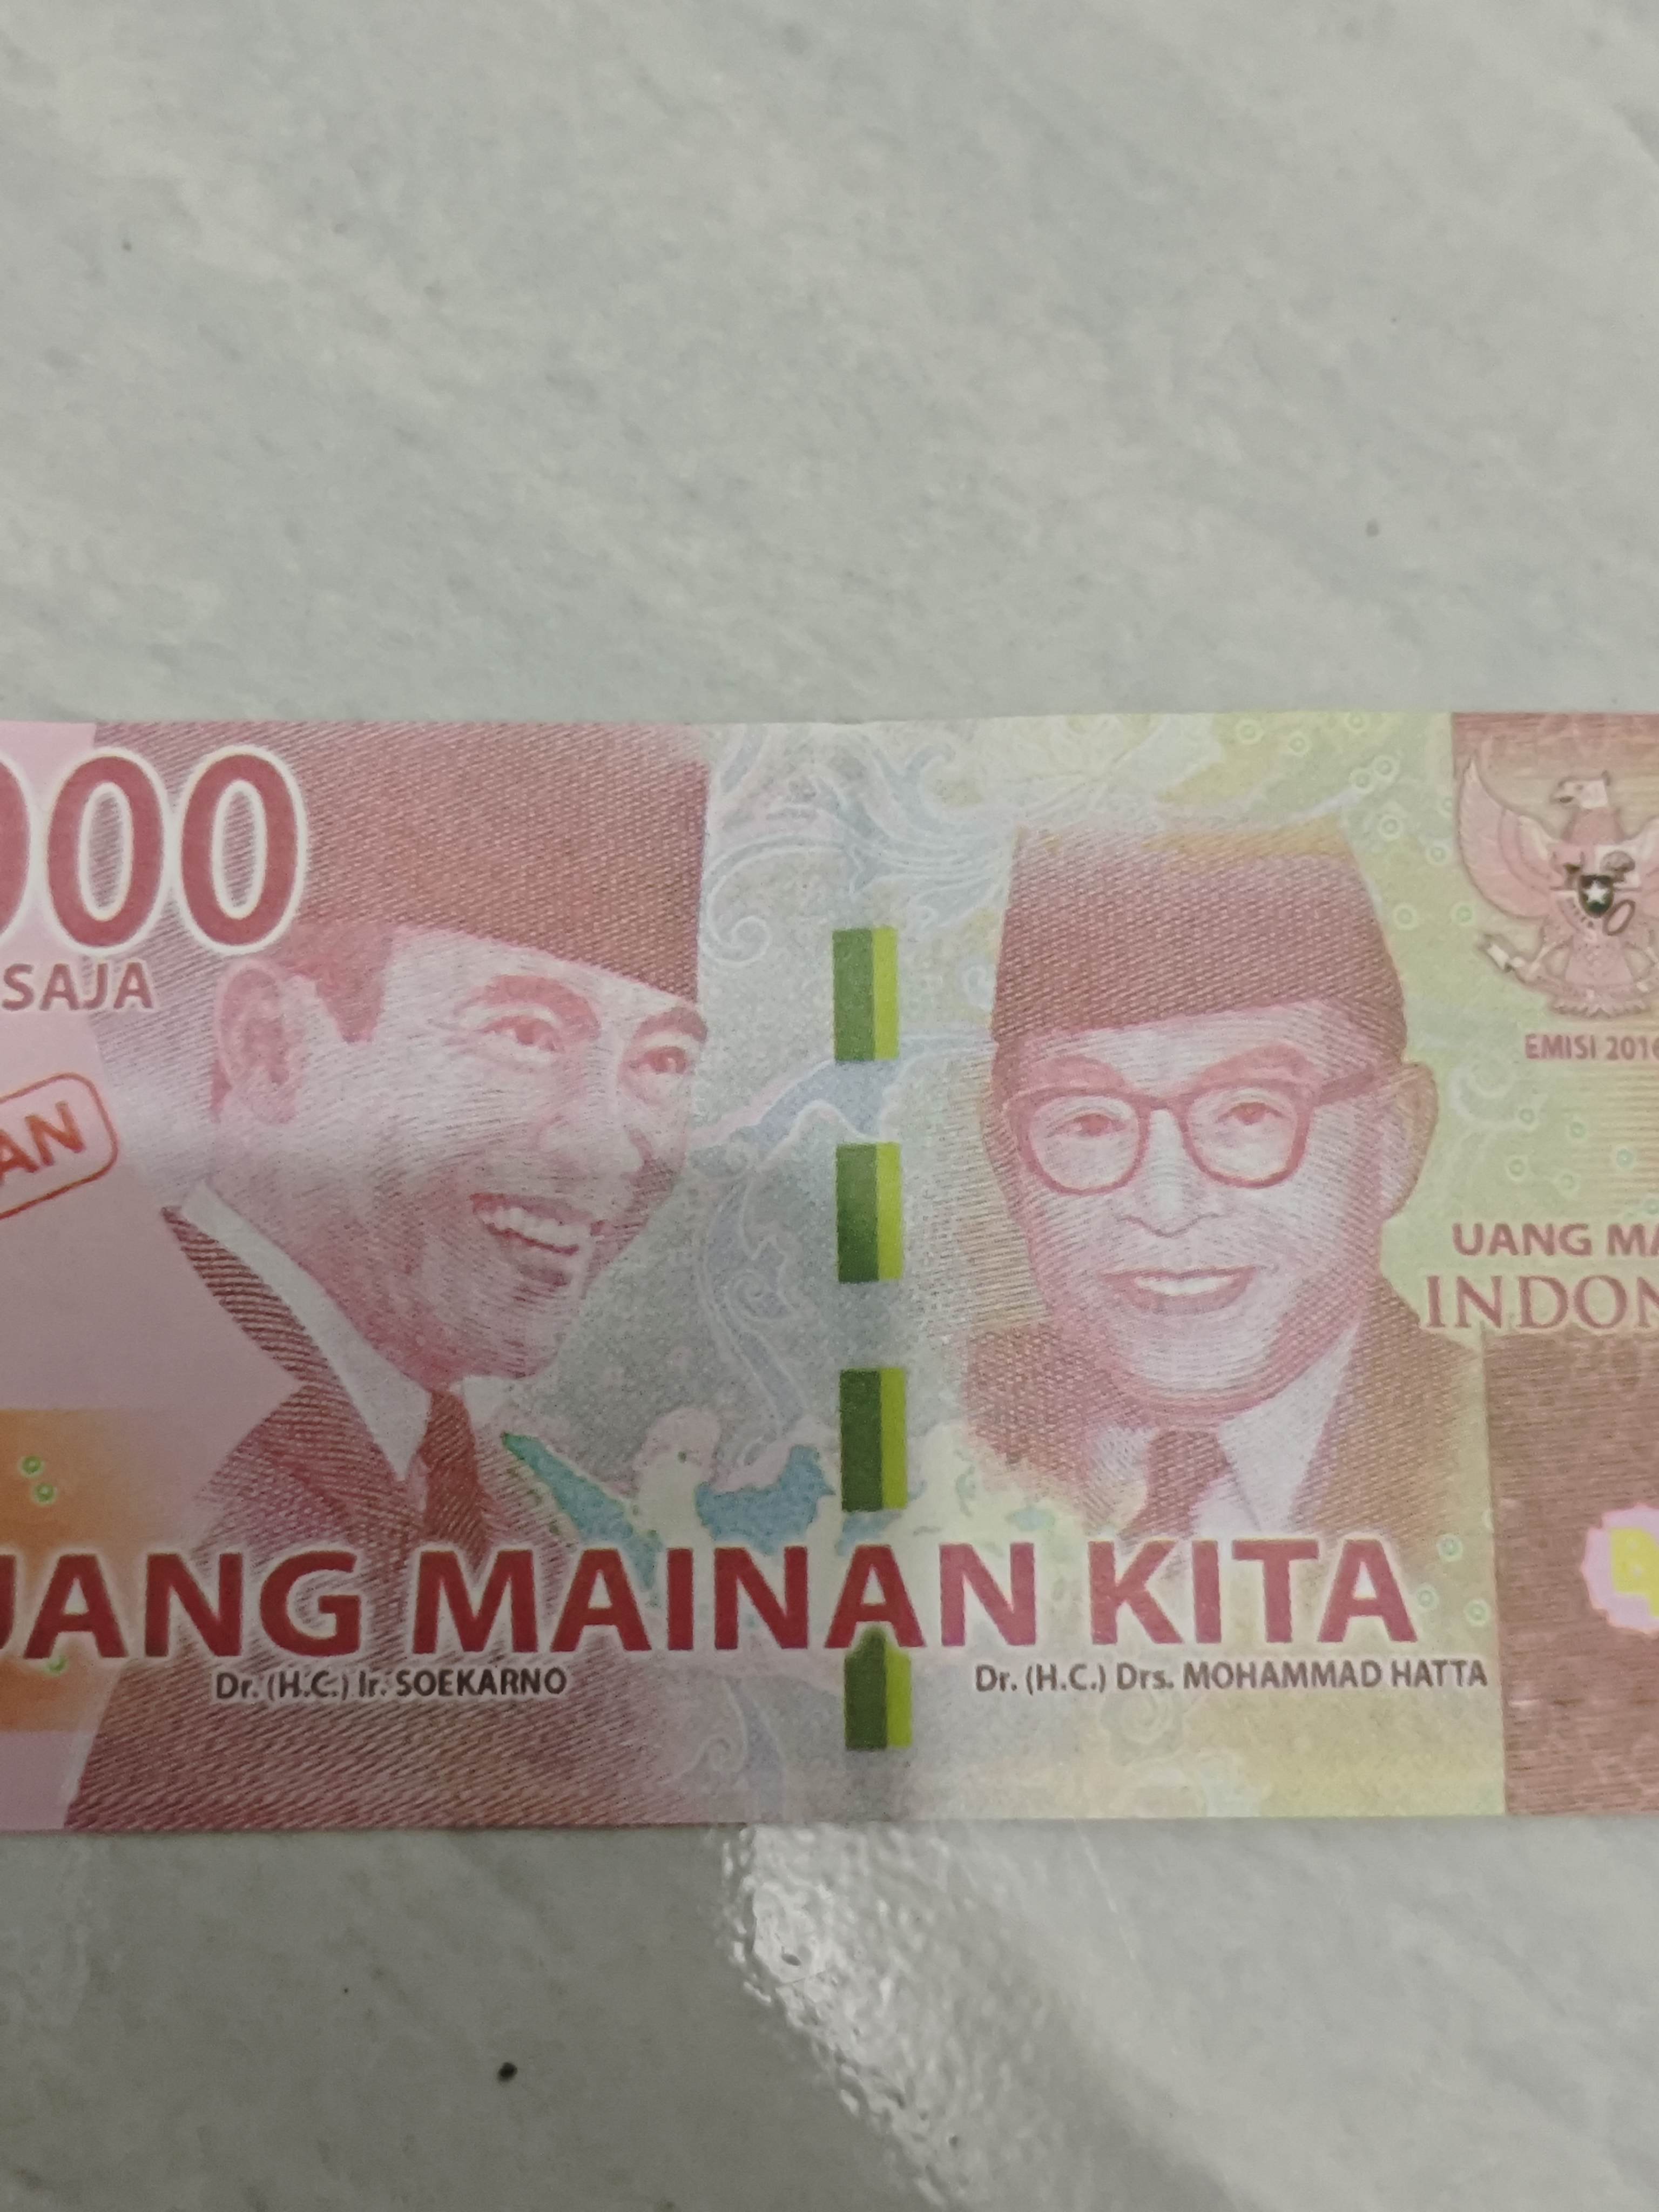 000
SAJA
AN
EMISI 2016
UANG MA
INDON
UANG MAINAN KITA
Dr. (H.C.) Ir. SOEKARNO
Dr. (H.C.) Drs. MOHAMMAD HATTA